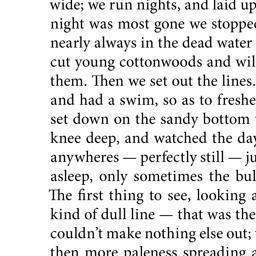 wide; we run nights, and laid up
night was most gone we stoppe
nearly always in the dead water
cut young cottonwoods and wil
them. Then we set out the lines.
and had a swim, so as to freshe
set down on the sandy bottom
knee deep, and watched the day
anywheres — perfectly still — ju
asleep, only sometimes the bul
The first thing to see, looking a
kind of dull line — that was the
couldn’t make nothing else out;
then more paleness spreading a